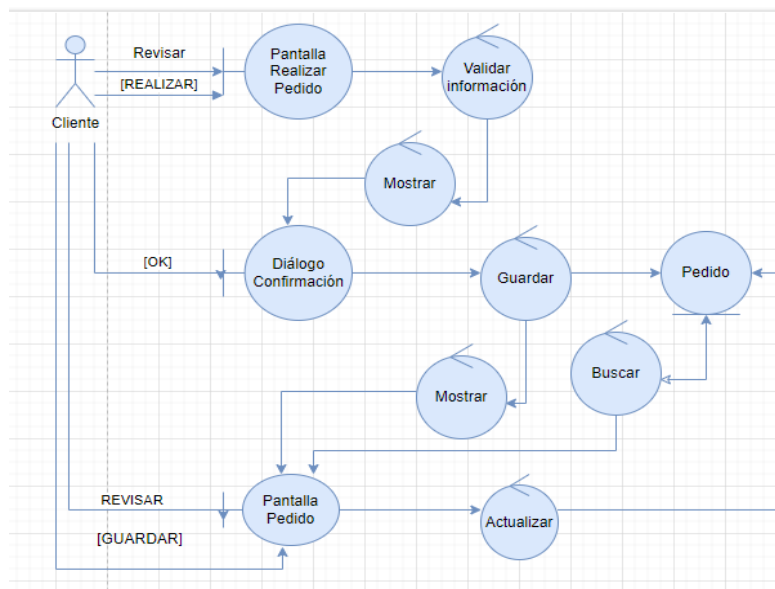 Revisar
[REALIZAR]
Cliente
Pantalla
Realizar
Pedido
Validar
información
Mostrar
[OK]
Diálogo
Confirmación
Guardar
Pedido
Buscar
Mostrar
REVISAR
[GUARDAR]
Pantalla
Pedido
Actualizar